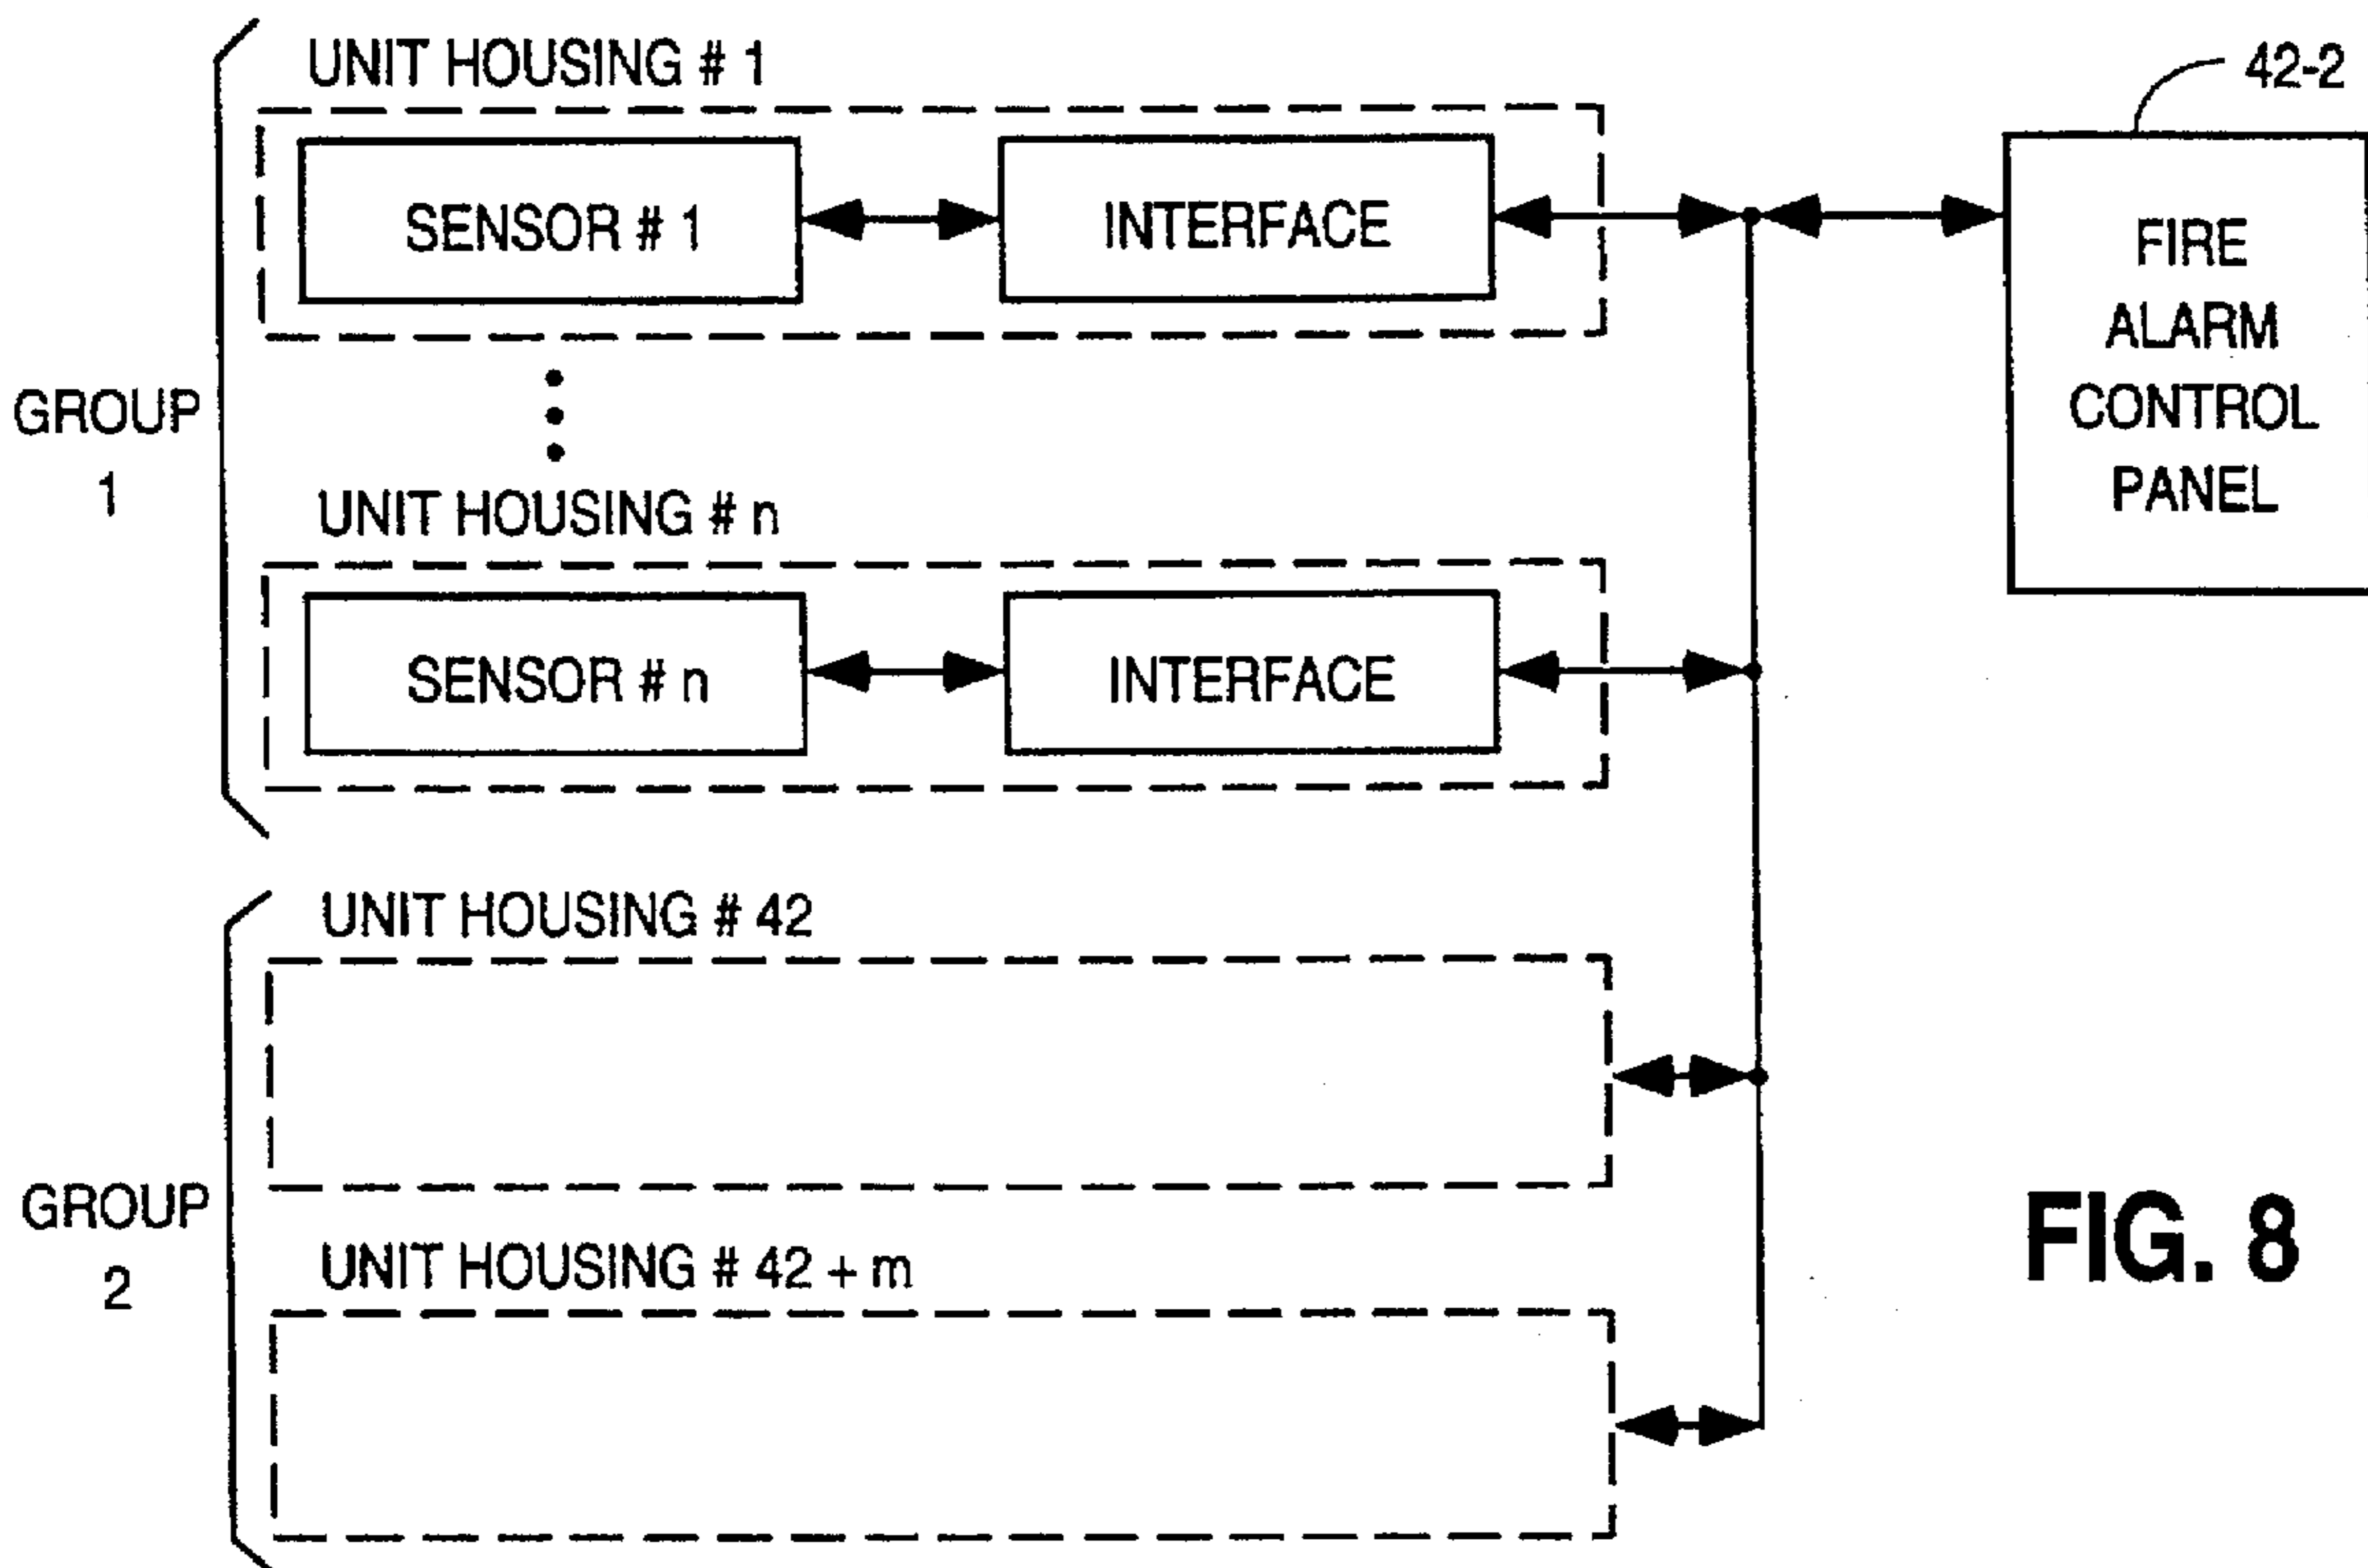 UNIT HOUSING # 1
42-2
SENSOR # 1
INTERFACE
FIRE
ALARM
CONTROL
PANEL
GROUP
1
UNIT HOUSING # n
SENSOR # n
INTERFACE
UNIT HOUSING # 42
GROUP
2
UNIT HOUSING # 42 + m
FIG. 8